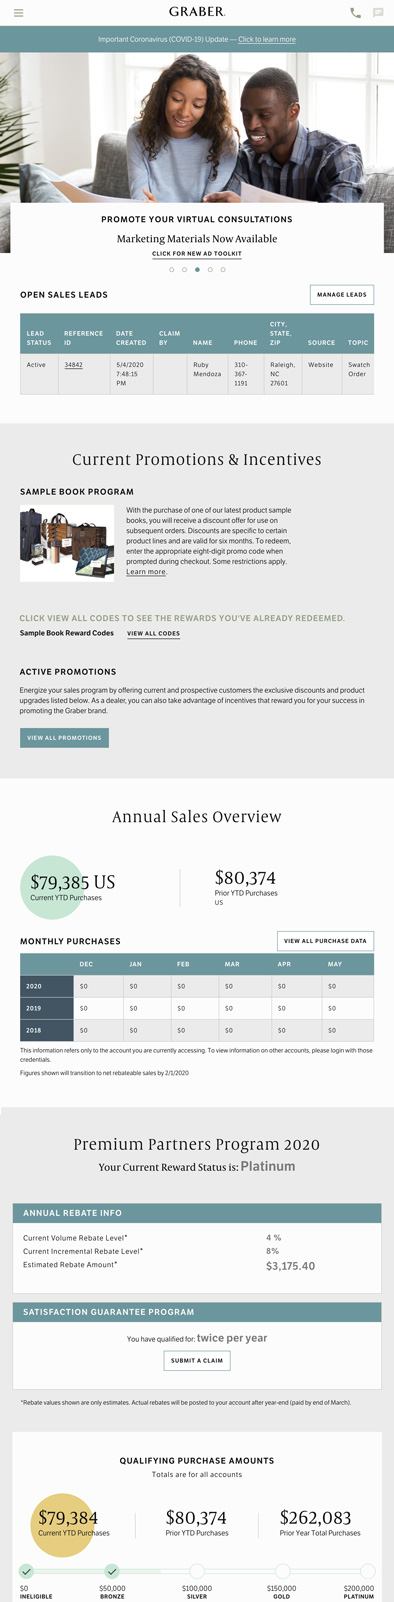 GRABER.
Important Coronavirus (COVID-19) Update — Click to learn more
PROMOTE YOUR VIRTUAL CONSULTATIONS
Marketing Materials Now Available
CLICK FOR NEW AD TOOLKIT
OPEN SALES LEADS
MANAGE LEADS
LEAD STATUS REFERENCE ID DATE CREATED CLAIM BY NAME PHONE CITY, STATE, ZIP SOURCE TOPIC
Active 34842 5/4/2020 7:48:15 PM Ruby Mendoza 310-367-1191 Raleigh, NC 27601 Website Swatch Order
Current Promotions & Incentives
SAMPLE BOOK PROGRAM
With the purchase of one of our latest product sample
books, you will receive a discount offer for use on
subsequent orders. Discounts are specific to certain
product lines and are valid for six months. To redeem,
enter the appropriate eight-digit promo code when
prompted during checkout. Some restrictions apply.
Learn more.
CLICK VIEW ALL CODES TO SEE THE REWARDS YOU'VE ALREADY REDEEMED.
Sample Book Reward Codes VIEW ALL CODES
ACTIVE PROMOTIONS
Energize your sales program by offering current and prospective customers the exclusive discounts and product
upgrades listed below. As a dealer, you can also take advantage of incentives that reward you for your success in
promoting the Graber brand.
VIEW ALL PROMOTIONS
Annual Sales Overview
$79,385 US
Current YTD Purchases
$80,374
Prior YTD Purchases
US
MONTHLY PURCHASES
VIEW ALL PURCHASE DATA
DEC JAN FEB MAR APR MAY
2020 $0 $0 $0 $0 $0 $0
2019 $0 $0 $0 $0 $0 $0
2018 $0 $0 $0 $0 $0 $0
This information refers only to the account you are currently accessing. To view information on other accounts, please login with those
credentials.
Figures shown will transition to net rebateable sales by 2/1/2020
Premium Partners Program 2020
Your Current Reward Status is: Platinum
ANNUAL REBATE INFO
Current Volume Rebate Level* 4 %
Current Incremental Rebate Level* 8%
Estimated Rebate Amount* $3,175.40
SATISFACTION GUARANTEE PROGRAM
You have qualified for: twice per year
SUBMIT A CLAIM
*Rebate values shown are only estimates. Actual rebates will be posted to your account after year-end (paid by end of March).
QUALIFYING PURCHASE AMOUNTS
Totals are for all accounts
$79,384 $80,374 $262,083
Current YTD Purchases Prior YTD Purchases Prior Year Total Purchases
$0 $50,000 $100,000 $150,000 $200,000
INELIGIBLE BRONZE SILVER GOLD PLATINUM